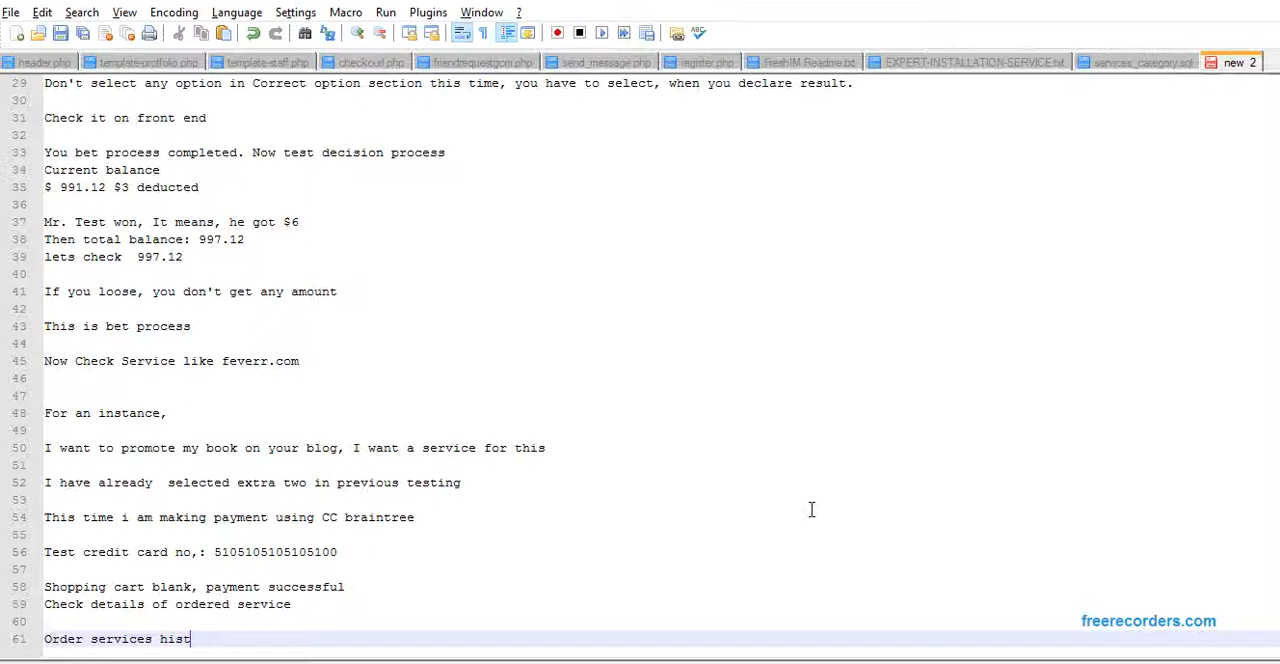 File Edit Search View Encoding Language Settings Macro Run Plugins Window ?
header.php template-protfolio.php template-staff.php checkcurl.php friendrequestgcm.php send_message.php register.php FreshIM Readme.txt EXPERT-INSTALLATION-SERVICE.txt services_category.sql new 2
29 Don't select any option in Correct option section this time, you have to select, when you declare result.
30
31 Check it on front end
32
33 You bet process completed. Now test decision process
34 Current balance
35 $ 991.12 $3 deducted
36
37 Mr. Test won, It means, he got $6
38 Then total balance: 997.12
39 lets check  997.12
40
41 If you loose, you don't get any amount
42
43 This is bet process
44
45 Now Check Service like feverr.com
46
47
48 For an instance,
49
50 I want to promote my book on your blog, I want a service for this
51
52 I have already  selected extra two in previous testing
53
54 This time i am making payment using CC braintree
55
56 Test credit card no,: 5105105105105100
57
58 Shopping cart blank, payment successful
59 Check details of ordered service
60
61 Order services hist
freerecorders.com